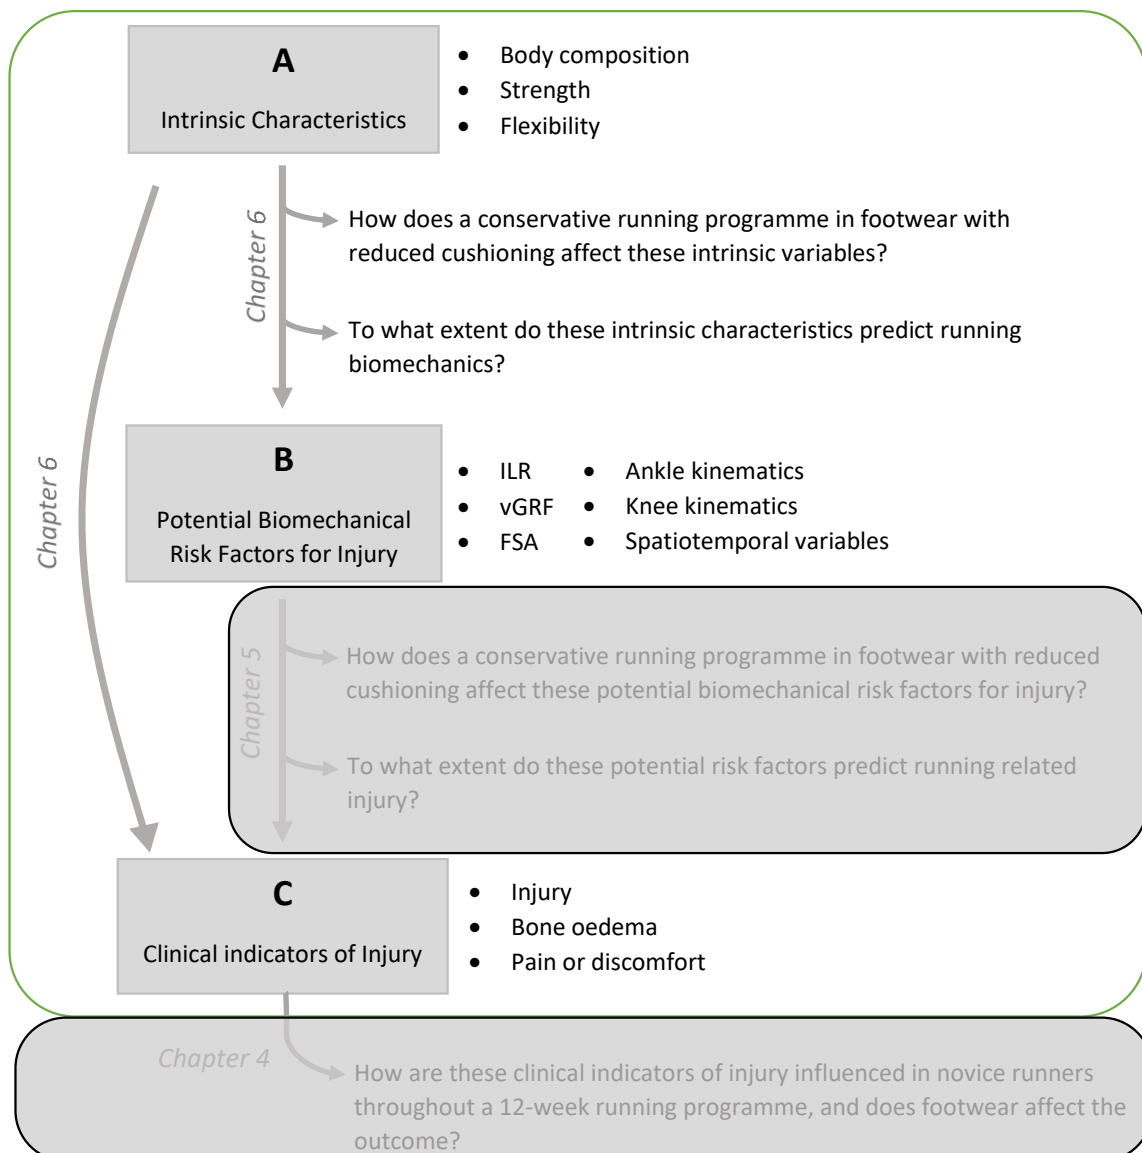 A
Intrinsic Characteristics
• Body composition
• Strength
• Flexibility
Chapter 6
How does a conservative running programme in footwear with
reduced cushioning affect these intrinsic variables?
To what extent do these intrinsic characteristics predict running
biomechanics?
Chapter 6
B
Potential Biomechanical
Risk Factors for Injury
• ILR
• vGRF
• FSA
• Ankle kinematics
• Knee kinematics
• Spatiotemporal variables
Chapter 5
How does a conservative running programme in footwear with reduced
cushioning affect these potential biomechanical risk factors for injury?
To what extent do these potential risk factors predict running related
injury?
C
Clinical indicators of Injury
• Injury
• Bone oedema
• Pain or discomfort
Chapter 4
How are these clinical indicators of injury influenced in novice runners
throughout a 12-week running programme, and does footwear affect the
outcome?